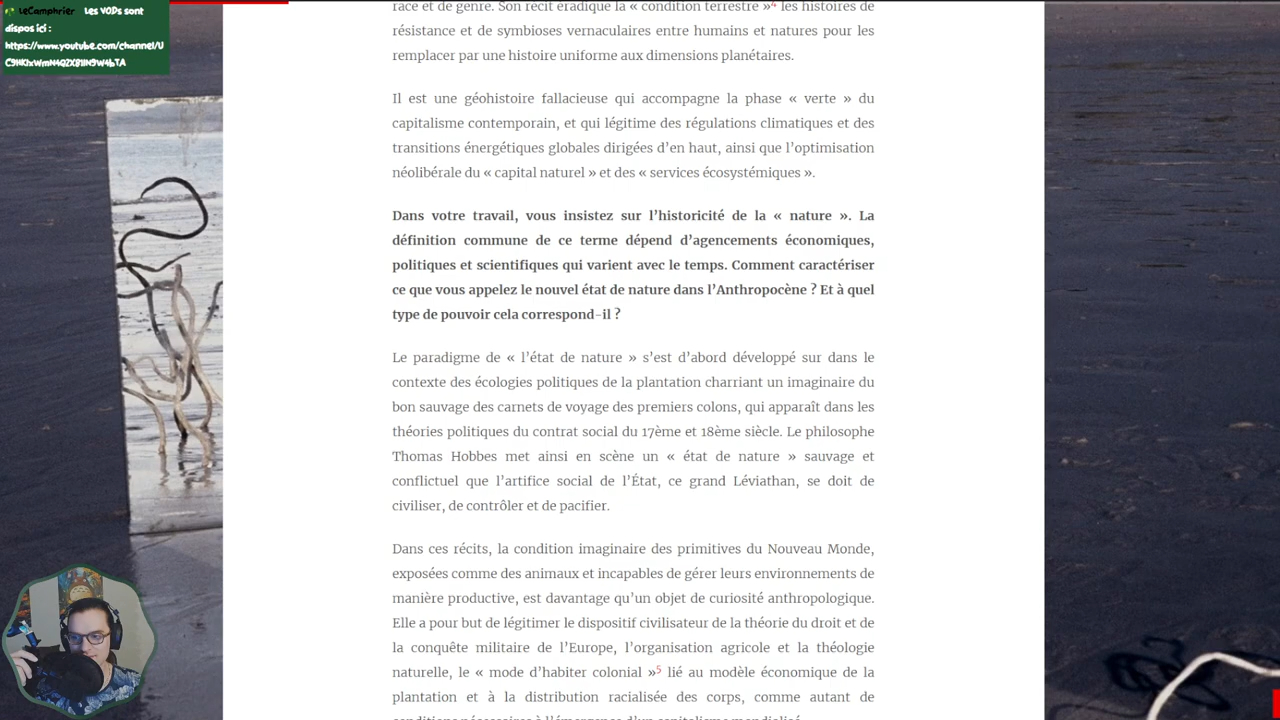 LeCamphrier Les VODs sont
dispos ici :
https://www.youtube.com/channel/U
race et de genre. Son récit éradique la « condition terrestre »4 les histoires de
résistance et de symbioses vernaculaires entre humains et natures pour les
remplacer par une histoire uniforme aux dimensions planétaires.
Il est une géohistoire fallacieuse qui accompagne la phase « verte » du
capitalisme contemporain, et qui légitime des régulations climatiques et des
transitions énergétiques globales dirigées d’en haut, ainsi que l’optimisation
néolibérale du « capital naturel » et des « services écosystémiques ».
Dans votre travail, vous insistez sur l’historicité de la « nature ». La
définition commune de ce terme dépend d’agencements économiques,
politiques et scientifiques qui varient avec le temps. Comment caractériser
ce que vous appelez le nouvel état de nature dans l’Anthropocène ? Et à quel
type de pouvoir cela correspond-il ?
Le paradigme de « l’état de nature » s’est d’abord développé sur dans le
contexte des écologies politiques de la plantation charriant un imaginaire du
bon sauvage des carnets de voyage des premiers colons, qui apparaît dans les
théories politiques du contrat social du 17ème et 18ème siècle. Le philosophe
Thomas Hobbes met ainsi en scène un « état de nature » sauvage et
conflictuel que l’artifice social de l’État, ce grand Léviathan, se doit de
civiliser, de contrôler et de pacifier.
Dans ces récits, la condition imaginaire des primitives du Nouveau Monde,
exposées comme des animaux et incapables de gérer leurs environnements de
manière productive, est davantage qu’un objet de curiosité anthropologique.
Elle a pour but de légitimer le dispositif civilisateur de la théorie du droit et de
la conquête militaire de l’Europe, l’organisation agricole et la théologie
naturelle, le « mode d’habiter colonial »5 lié au modèle économique de la
plantation et à la distribution racialisée des corps, comme autant de
conditions nécessaires à l’émergence d’un capitalisme mondialisé.